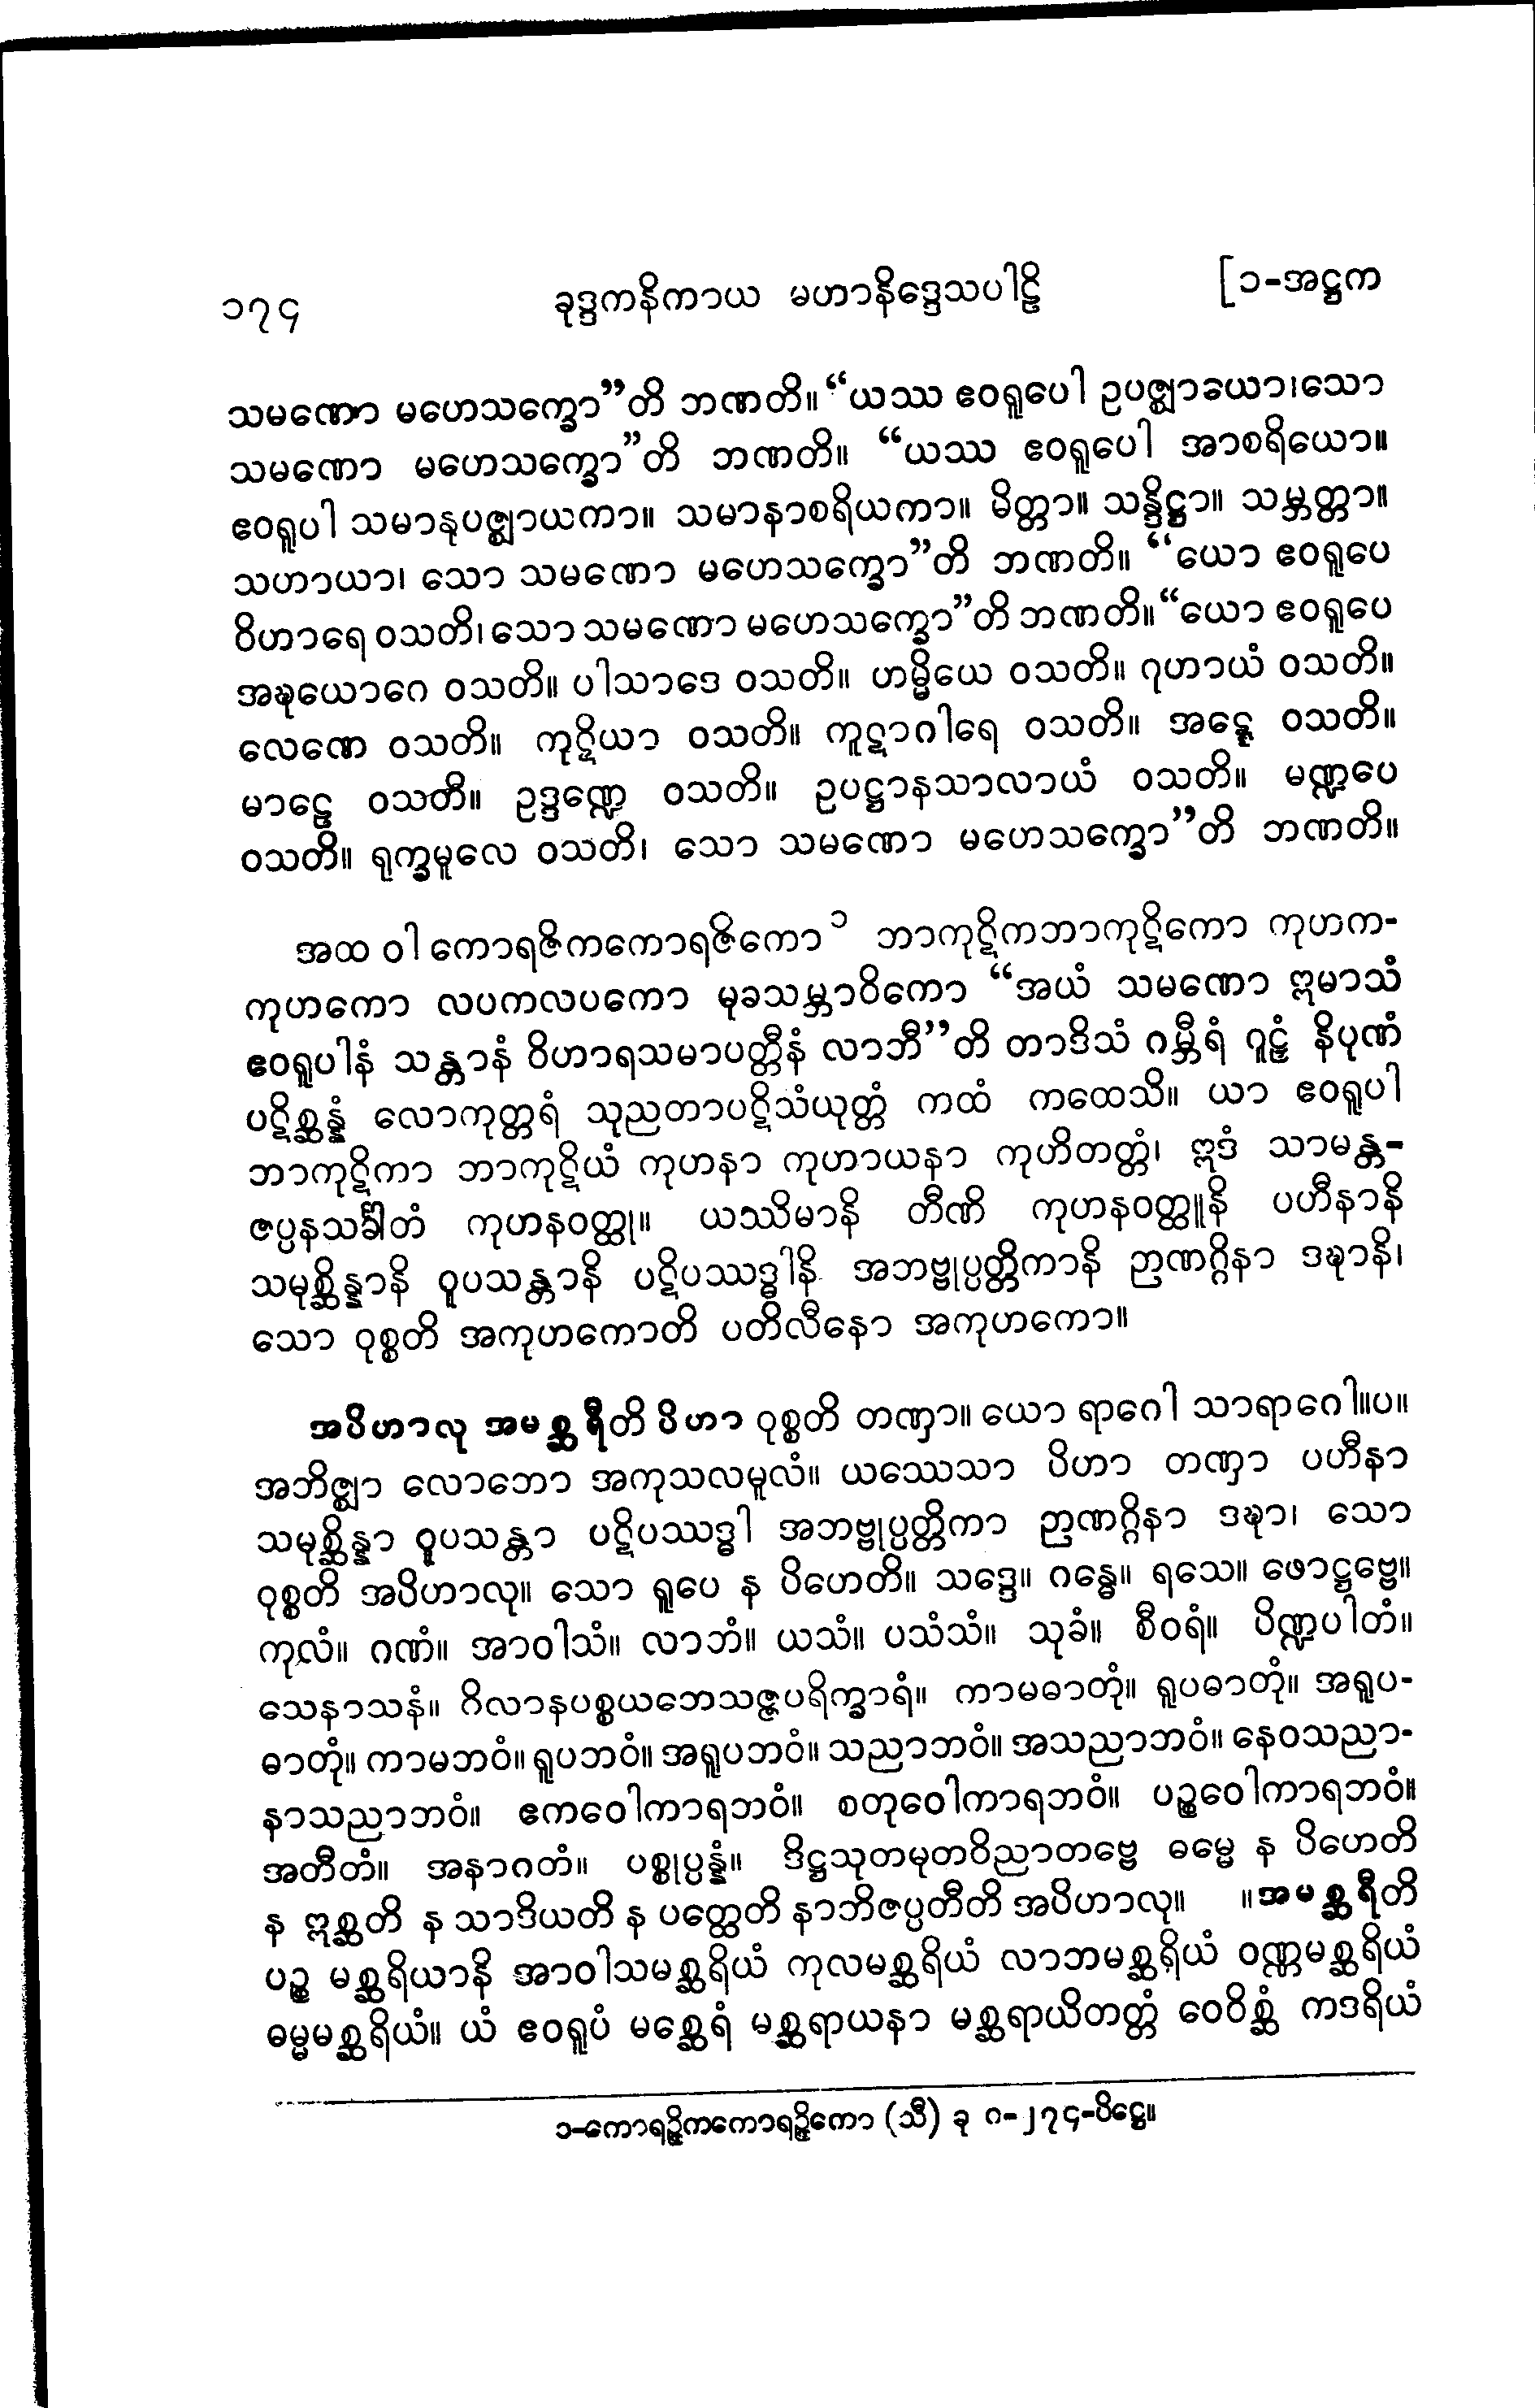 ၁၇၄ ခုဒ္ဒကနိကာယ မဟာနိဒ္ဒေသပါဠိ [၁-အဋ္ဌက
သမဏော မဟေသက္ခော”တိ ဘဏတိ။ “ယဿ ဧဝရူပေါ ဥပဇ္ဈာယော၊သော
သမဏော မဟေသက္ခော”တိ ဘဏတိ။ “ယဿ ဧဝရူပေါ အာစရိယော။
ဧဝရူပါ သမာနုပဇ္ဈာယကာ။ သမာနာစရိယကာ။ မိတ္တာ။ သန္ဒိဋ္ဌာ။ သမ္ဘတ္တာ။
သဟာယာ၊ သော သမဏော မဟေသက္ခော”တိ ဘဏတိ။ “ယော ဧဝရူပေ
ဝိဟာရေ ဝသတိ၊ သော သမဏော မဟေသက္ခော”တိ ဘဏတိ။ “ယော ဧဝရူပေ
အဍ္ဎယောဂေ ဝသတိ။ ပါသာဒေ ဝသတိ။ ဟမ္မိယေ ဝသတိ။ ဂုဟာယံ ဝသတိ။
လေဏေ ဝသတိ။ ကုဋိယာ ဝသတိ။ ကူဋာဂါရေ ဝသတိ။ အဋ္ဋေ ဝသတိ။
မာဠေ ဝသတိ။ ဥဒ္ဒဏ္ဍေ ဝသတိ။ ဥပဋ္ဌာနသာလာယံ ဝသတိ။ မဏ္ဍပေ
ဝသတိ။ ရုက္ခမူလေ ဝသတိ၊ သော သမဏော မဟေသက္ခော”တိ ဘဏတိ။
အထ ဝါ ကောရဇိကကောရဇိကော ၁ ဘာကုဋိကဘာကုဋိကော ကုဟက-
ကုဟကော လပကလပကော မုခသမ္ဘာဝိကော “အယံ သမဏော ဣမာသံ
ဧဝရူပါနံ သန္တာနံ ဝိဟာရသမာပတ္တီနံ လာဘီ”တိ တာဒိသံ ဂမ္ဘီရံ ဂူဠှံ နိပုဏံ
ပဋိစ္ဆန္နံ လောကုတ္တရံ သုညတာပဋိသံယုတ္တံ ကထံ ကထေသိ။ ယာ ဧဝရူပါ
ဘာကုဋိကာ ဘာကုဋိယံ ကုဟနာ ကုဟာယနာ ကုဟိတတ္တံ၊ ဣဒံ သာမန္တ-
ဇပ္ပနသင်္ခါတံ ကုဟနဝတ္ထု။ ယဿိမာနိ တီဏိ ကုဟနဝတ္ထူနိ ပဟီနာနိ
သမုစ္ဆိန္နာနိ ဝူပသန္တာနိ ပဋိပဿဒ္ဓါနိ အဘဗ္ဗုပ္ပတ္တိကာနိ ဉာဏဂ္ဂိနာ ဒဍ္ဎာနိ၊
သော ဝုစ္စတိ အကုဟကောတိ ပတိလီနော အကုဟကော။
အပိဟာလု အမစ္ဆရီတိ ပိဟာ ဝုစ္စတိ တဏှာ။ ယော ရာဂေါ သာရာဂေါ။ပ။
အဘိဇ္ဈာ လောဘော အကုသလမူလံ။ ယဿေသာ ပိဟာ တဏှာ ပဟီနာ
သမုစ္ဆိန္နာ ဝူပသန္တာ ပဋိပဿဒ္ဓါ အဘဗ္ဗုပ္ပတ္တိကာ ဉာဏဂ္ဂိနာ ဒဍ္ဎာ၊ သော
ဝုစ္စတိ အပိဟာလု။ သော ရူပေ န ပိဟေတိ။ သဒ္ဒေ။ ဂန္ဓေ။ ရသေ။ ဖောဋ္ဌဗ္ဗေ။
ကုလံ။ ဂဏံ။ အာဝါသံ။ လာဘံ။ ယသံ။ ပသံသံ။ သုခံ။ စီဝရံ။ ပိဏ္ဍပါတံ။
သေနာသနံ။ ဂိလာနပစ္စယဘေသဇ္ဇပရိက္ခာရံ။ ကာမဓာတုံ။ ရူပဓာတုံ။ အရူပ-
ဓာတုံ။ ကာမဘဝံ။ ရူပဘဝံ။ အရူပဘဝံ။ သညာဘဝံ။ အသညာဘဝံ။ နေဝသညာ-
နာသညာဘဝံ။ ဧကဝေါကာရဘဝံ။ စတုဝေါကာရဘဝံ။ ပဉ္စဝေါကာရဘဝံ။
အတီတံ။ အနာဂတံ။ ပစ္စုပ္ပန္နံ။ ဒိဋ္ဌသုတမုတဝိညာတဗ္ဗေ ဓမ္မေ န ပိဟေတိ
န ဣစ္ဆတိ န သာဒိယတိ န ပတ္ထေတိ နာဘိဇပ္ပတီတိ အပိဟာလု။ ။အမစ္ဆရီတိ
ပဉ္စ မစ္ဆရိယာနိ အာဝါသမစ္ဆရိယံ ကုလမစ္ဆရိယံ လာဘမစ္ဆရိယံ ဝဏ္ဏမစ္ဆရိယံ
ဓမ္မမစ္ဆရိယံ။ ယံ ဧဝရူပံ မစ္ဆေရံ မစ္ဆရာယနာ မစ္ဆရာယိတတ္တံ ဝေဝိစ္ဆံ ကဒရိယံ
၁-ကောရဉ္ဇိကကောရဉ္ဇိကော (သီ) ခု ဂ-၂၇၄-ပိဋ္ဌေ။